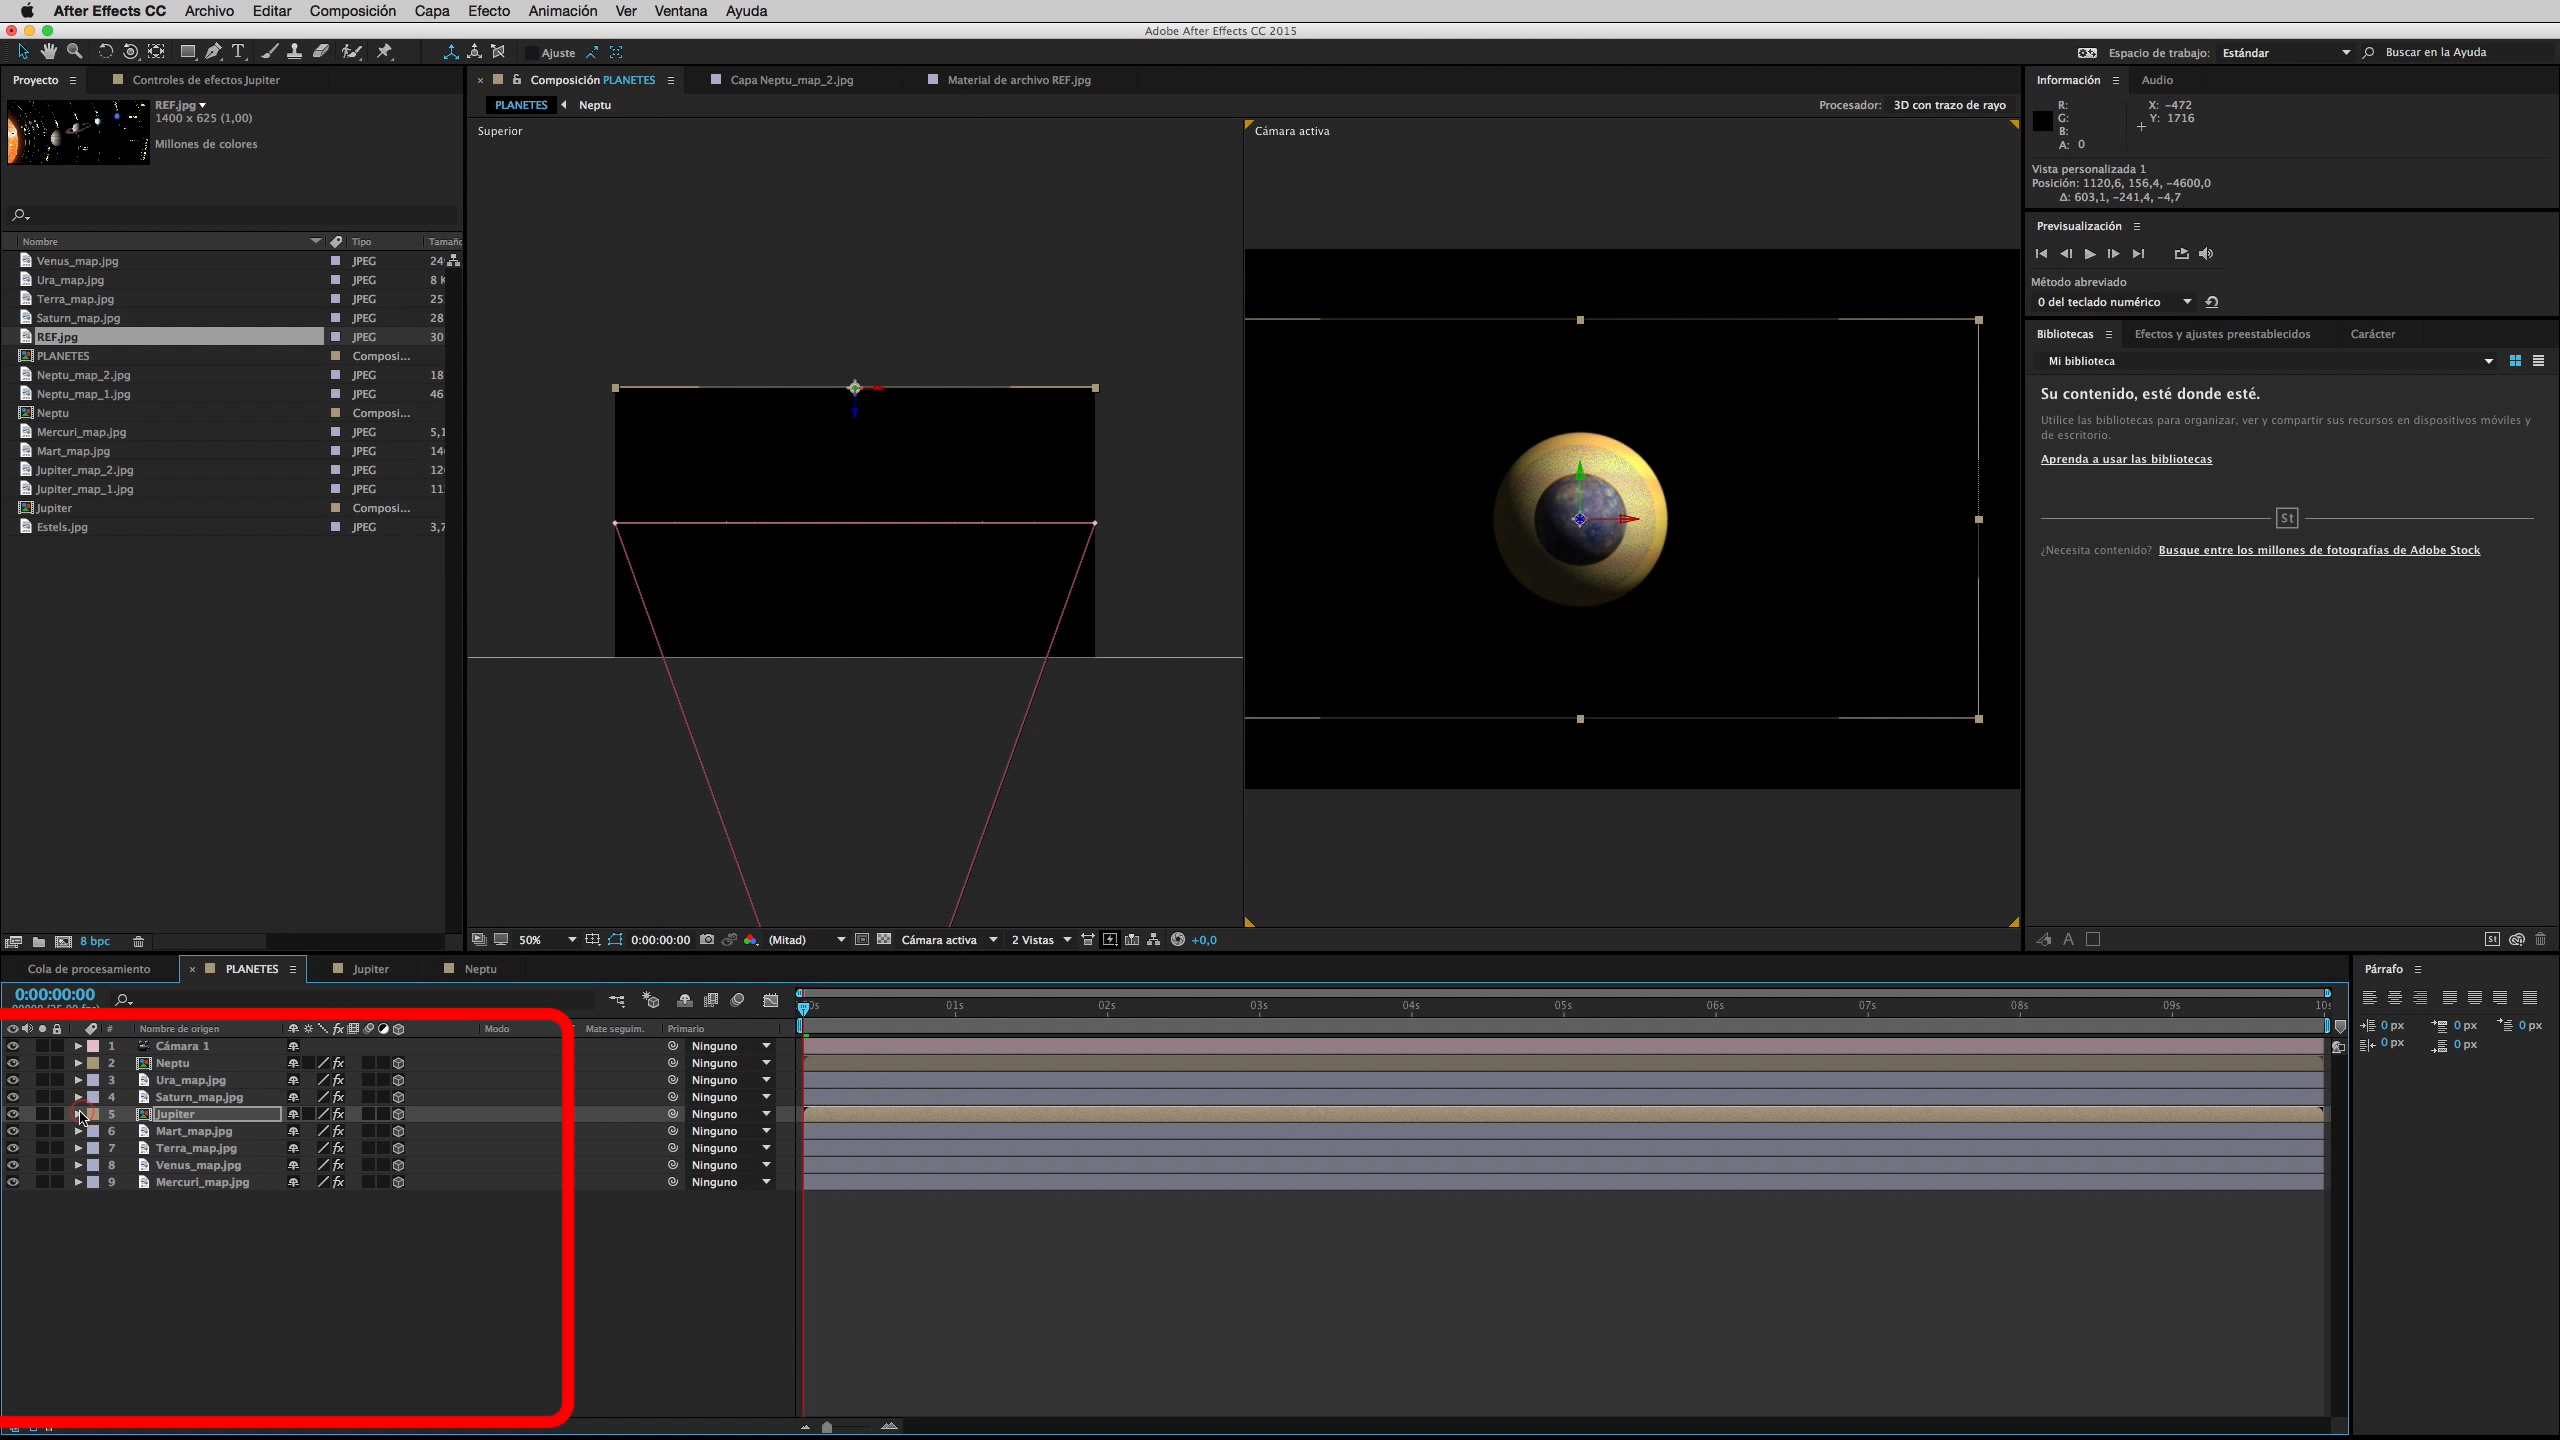 After Effects CC Archivo Editar Composición Capa Efecto Animación Ver Ventana Ayuda
Adobe After Effects CC 2015
Ajuste
Espacio de trabajo: Estándar Buscar en la Ayuda
Proyecto Controles de efectos Jupiter
REF.jpg
1400 x 625 (1,00)
Millones de colores
Nombre Tipo Tamaño
Venus_map.jpg JPEG 24
Ura_map.jpg JPEG 8 K
Terra_map.jpg JPEG 25
Saturn_map.jpg JPEG 28
REF.jpg JPEG 30
PLANETES Composi...
Neptu_map_2.jpg JPEG 18
Neptu_map_1.jpg JPEG 46
Neptu Composi...
Mercuri_map.jpg JPEG 5,1
Mart_map.jpg JPEG 14
Jupiter_map_2.jpg JPEG 12
Jupiter_map_1.jpg JPEG 11
Jupiter Composi...
Estels.jpg JPEG 3,7
8 bpc
Composición PLANETES Capa Neptu_map_2.jpg Material de archivo REF.jpg
PLANETES Neptu
Procesador: 3D con trazo de rayo
Superior
Cámara activa
50% 0:00:00:00 (Mitad) Cámara activa 2 Vistas +0,0
Información Audio
R:
G:
B:
A: 0
X: -472
Y: 1716
Vista personalizada 1
Posición: 1120,6, 156,4, -4600,0
Δ: 603,1, -241,4, -4,7
Previsualización
Método abreviado
0 del teclado numérico
Bibliotecas Efectos y ajustes preestablecidos Carácter
Mi biblioteca
Su contenido, esté donde esté.
Utilice las bibliotecas para organizar, ver y compartir sus recursos en dispositivos móviles y
de escritorio.
Aprenda a usar las bibliotecas
St
¿Necesita contenido? Busque entre los millones de fotografías de Adobe Stock
A St
Cola de procesamiento PLANETES Jupiter Neptu
0:00:00:00
01s 02s 03s 04s 05s 06s 07s 08s 09s 10s
# Nombre de origen fx Modo Mate seguim. Primario
1 Cámara 1 Ninguno
2 Neptu fx Ninguno
3 Ura_map.jpg fx Ninguno
4 Saturn_map.jpg fx Ninguno
5 Jupiter fx Ninguno
6 Mart_map.jpg fx Ninguno
7 Terra_map.jpg fx Ninguno
8 Venus_map.jpg fx Ninguno
9 Mercuri_map.jpg fx Ninguno
Párrafo
0 px 0 px 0 px
0 px 0 px